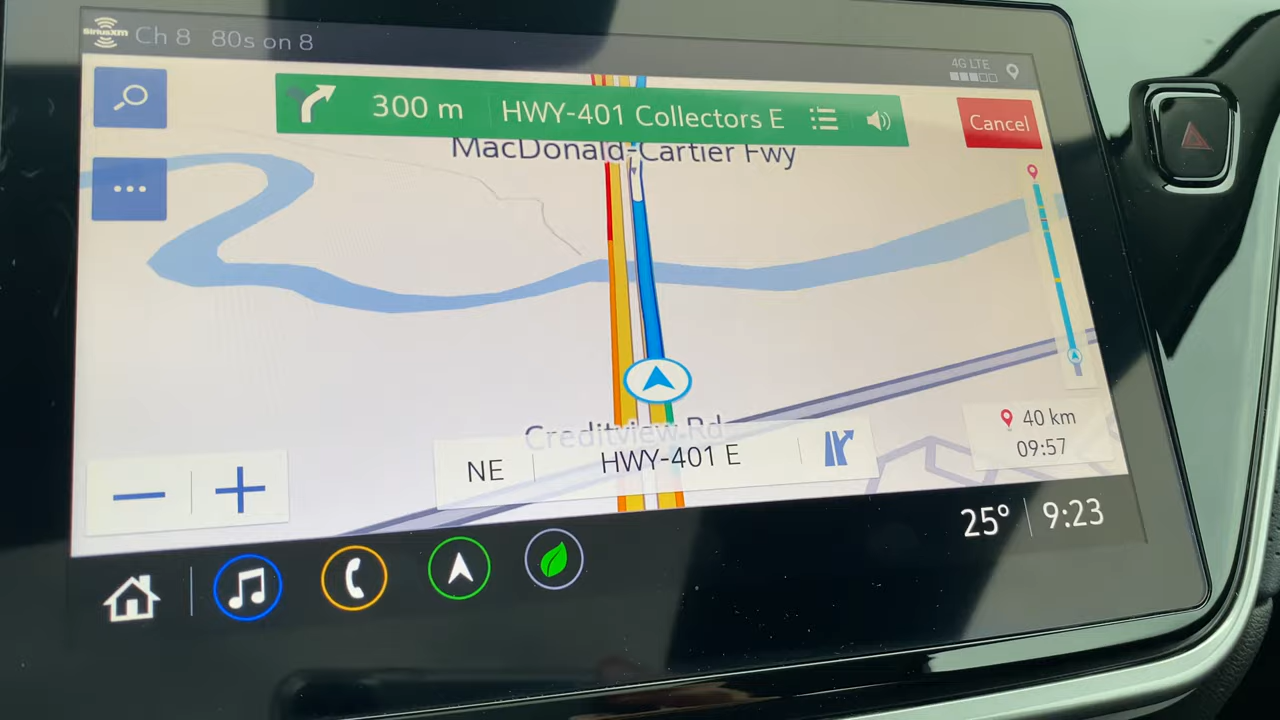 SiriusXM Ch 8 80s on 8
4G LTE
300 m HWY-401 Collectors E
Cancel
MacDonald-Cartier Fwy
Creditview Rd
NE HWY-401 E
40 km
09:57
25° 9:23